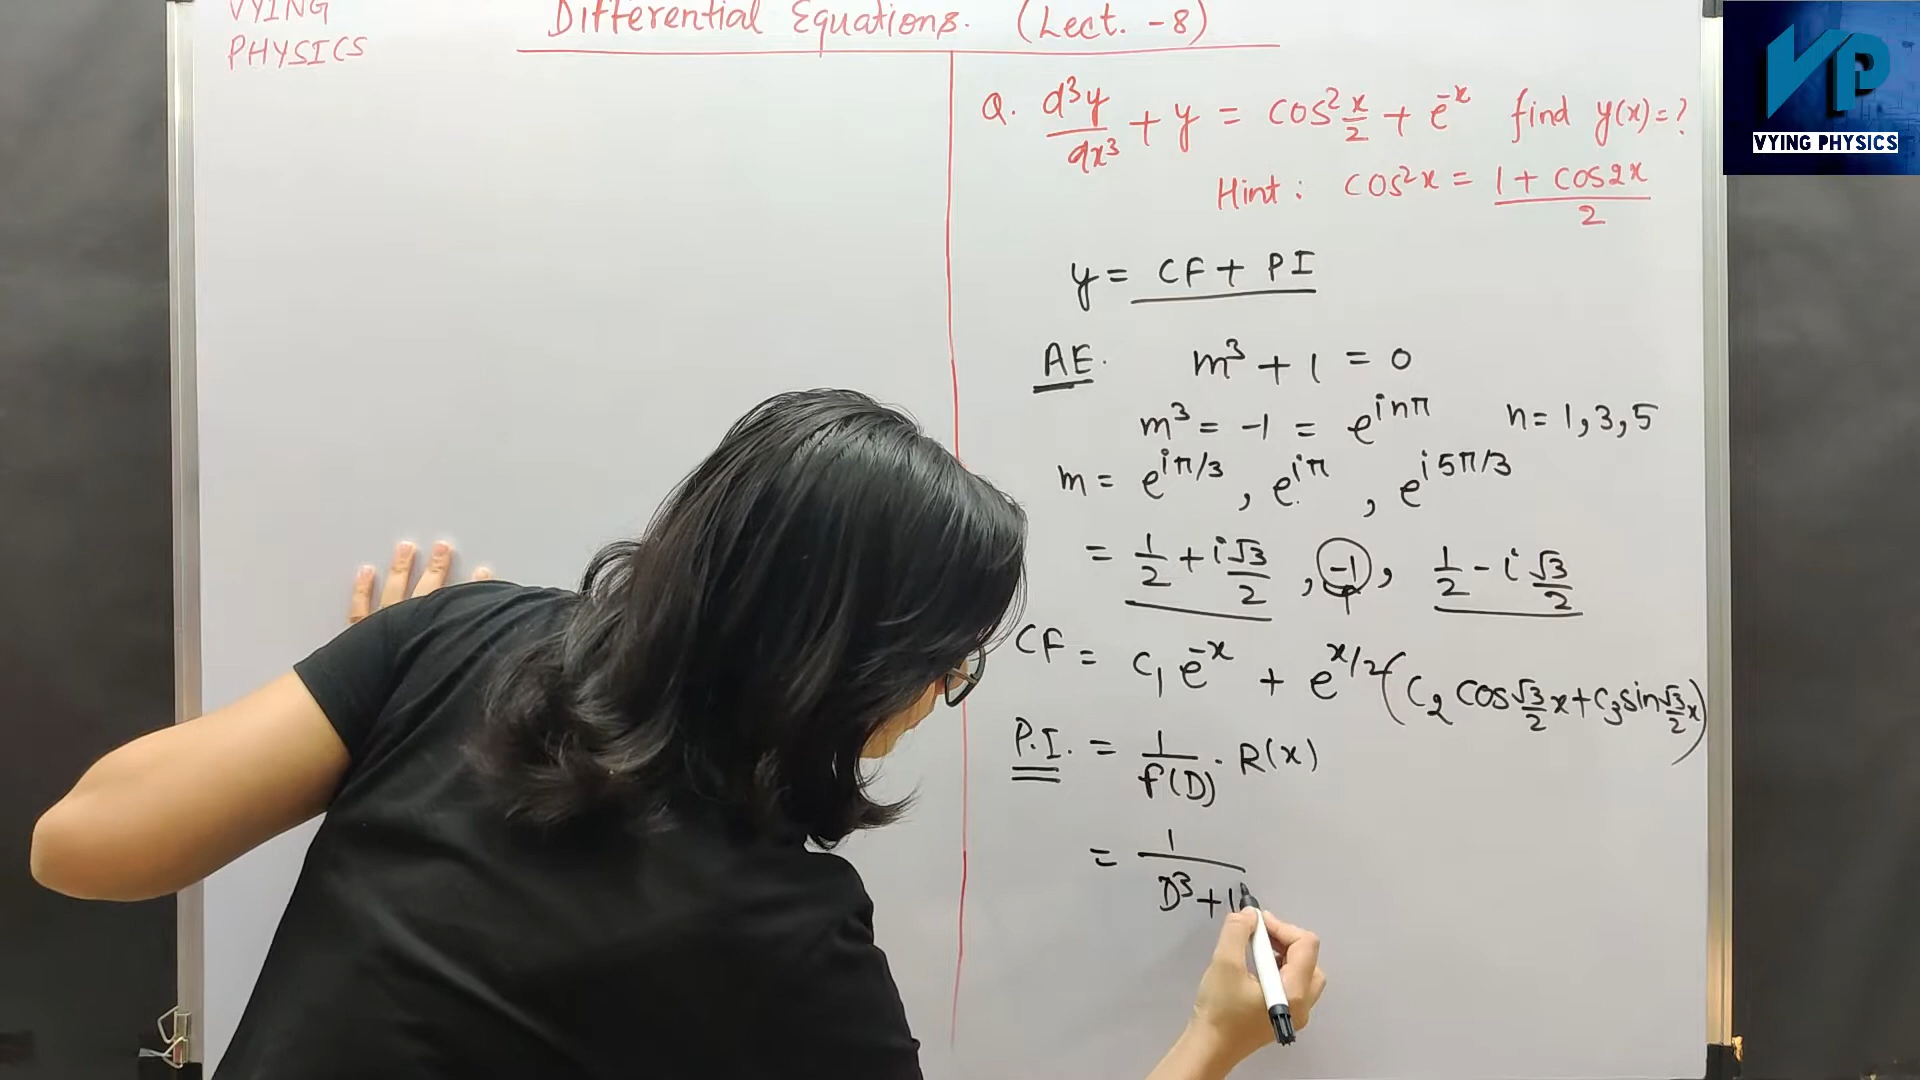 VYING
PHYSICS
Differential Equations. (Lect. -8)
Q. d³y/dx³ + y = cos² x/2 + e⁻ˣ find y(x)=?
Hint : cos²x = (1 + cos2x)/2
y = CF + PI
AE. m³ + 1 = 0
m³ = -1 = e^{inπ} n = 1, 3, 5
m = e^{iπ/3}, e^{iπ}, e^{i5π/3}
= 1/2 + i √3/2, -1, 1/2 - i √3/2
CF = C₁ e⁻ˣ + e^{x/2} (C₂ cos √3/2 x + C₃ sin √3/2 x)
P.I. = 1/f(D) · R(x)
= 1/(D³ + 1
VP
VYING PHYSICS